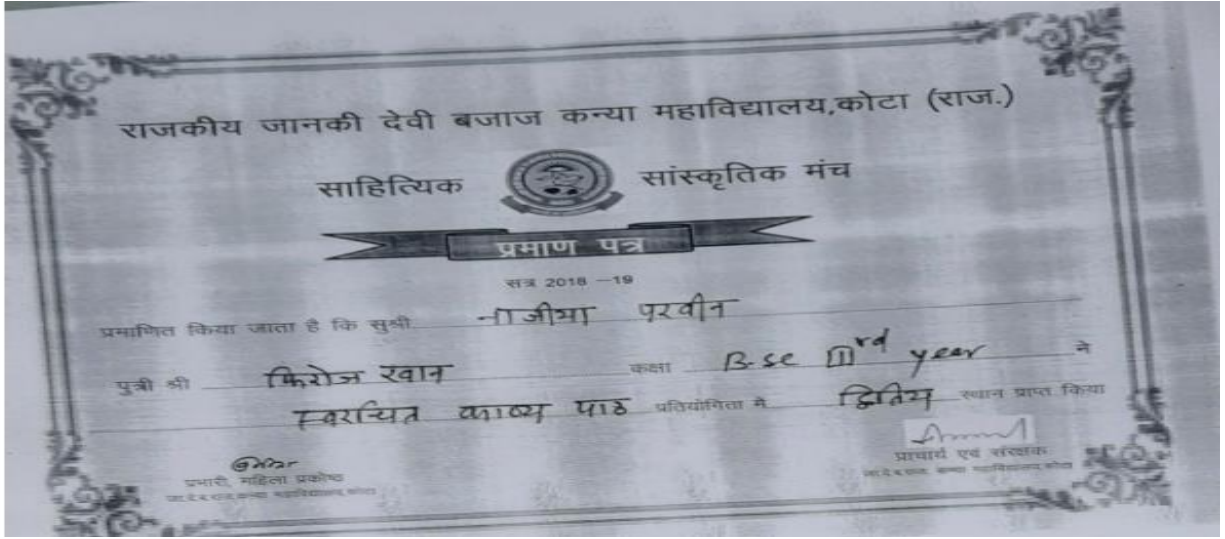 राजकीय जानकी देवी बजाज कन्या महाविद्यालय,कोटा (राज.)
साहित्यिक सांस्कृतिक मंच
प्रमाण पत्र
सत्र 2018 -19
प्रमाणित किया जाता है कि सुश्री नाजीमा परवीन
पुत्री श्री फिरोज खान कक्षा B.sc IIIrd year ने
स्वरचित काव्य पाठ प्रतियोगिता मे द्वितिय स्थान प्राप्त किया
प्रभारी, महिला प्रकोष्ठ
प्राचार्य एवं संरक्षक